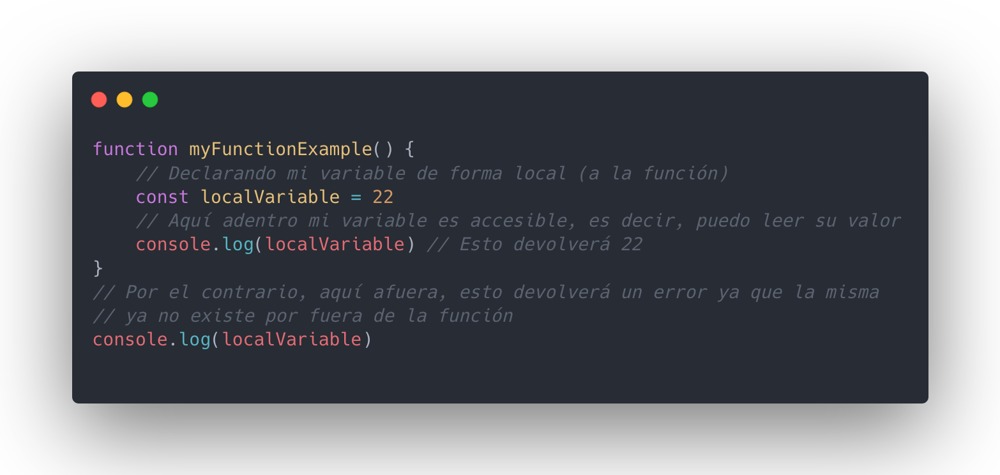 function myFunctionExample() {
    // Declarando mi variable de forma local (a la función)
    const localVariable = 22
    // Aquí adentro mi variable es accesible, es decir, puedo leer su valor
    console.log(localVariable) // Esto devolverá 22
}
// Por el contrario, aquí afuera, esto devolverá un error ya que la misma
// ya no existe por fuera de la función
console.log(localVariable)